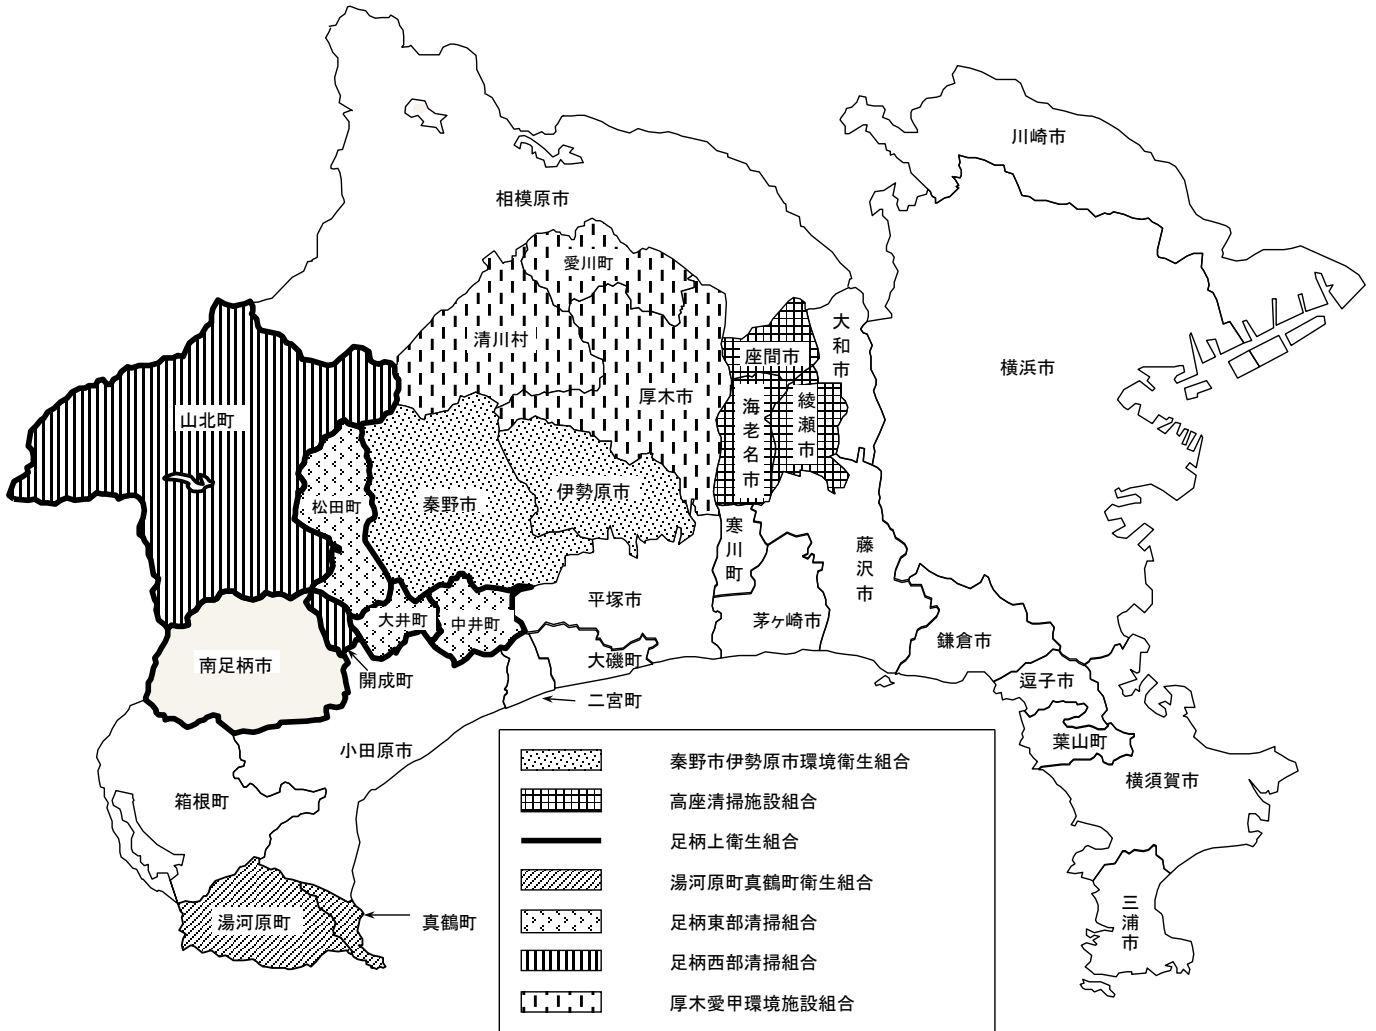 川崎市
相模原市
愛川町
大和市
清川村
座間市
横浜市
厚木市
海老名市
綾瀬市
山北町
伊勢原市
松田町
秦野市
寒川町
藤沢市
平塚市
大井町
中井町
茅ヶ崎市
鎌倉市
南足柄市
大磯町
開成町
逗子市
二宮町
葉山町
小田原市
横須賀市
箱根町
湯河原町
真鶴町
三浦市
秦野市伊勢原市環境衛生組合
高座清掃施設組合
足柄上衛生組合
湯河原町真鶴町衛生組合
足柄東部清掃組合
足柄西部清掃組合
厚木愛甲環境施設組合